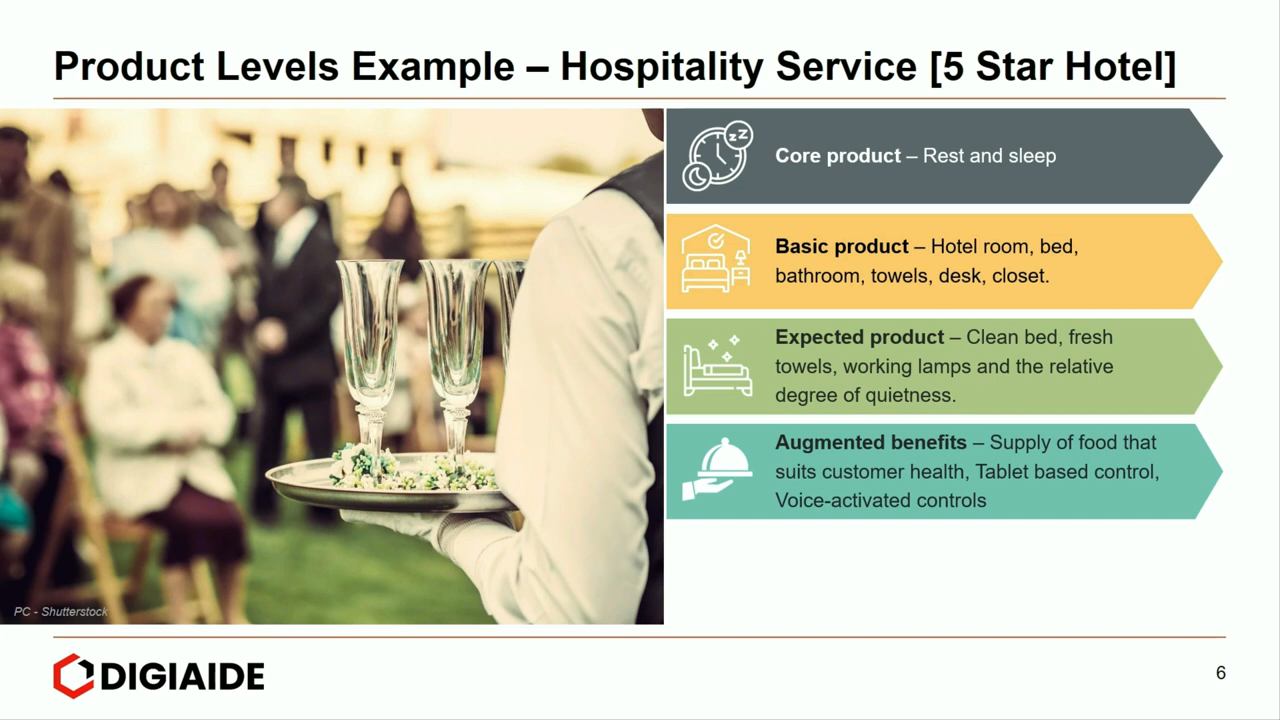 Product Levels Example – Hospitality Service [5 Star Hotel]
zZ
Core product – Rest and sleep
Basic product – Hotel room, bed,
bathroom, towels, desk, closet.
Expected product – Clean bed, fresh
towels, working lamps and the relative
degree of quietness.
Augmented benefits – Supply of food that
suits customer health, Tablet based control,
Voice-activated controls
PC - Shutterstock
DIGIAIDE
6